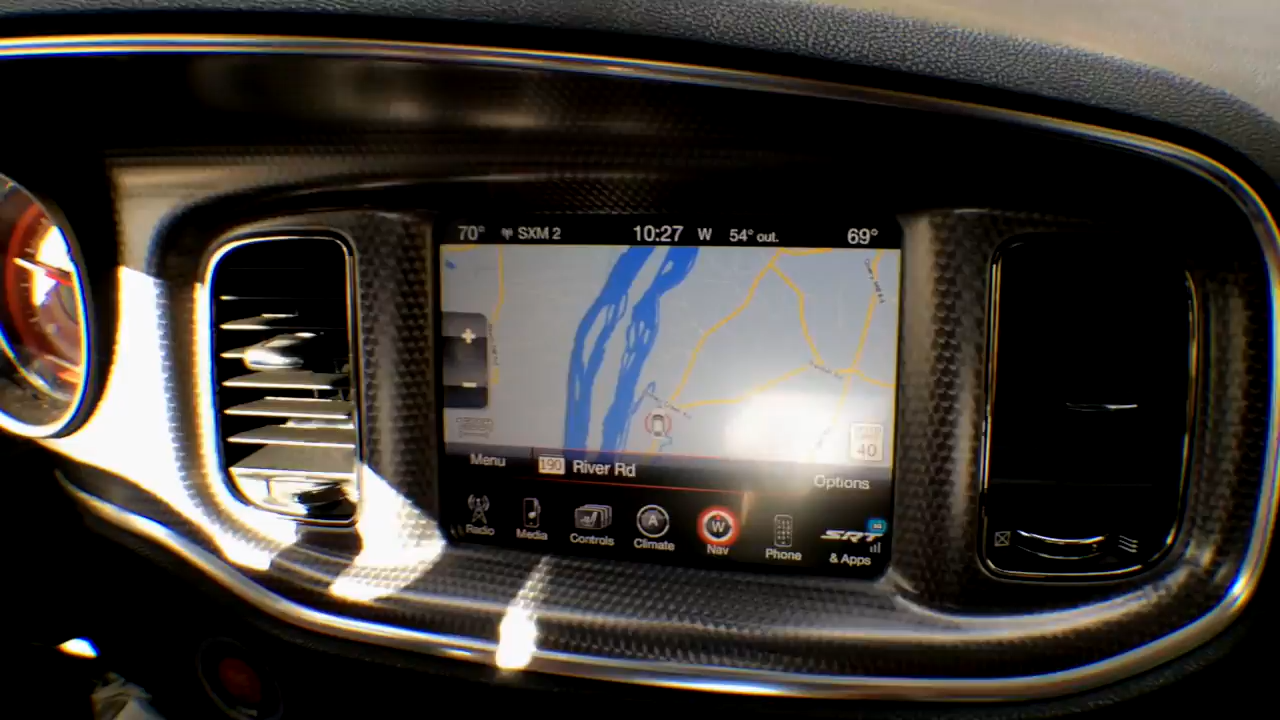 70° SXM 2 10:27 W 54° out. 69°
+
−
40
Menu 190 River Rd Options
Radio Media Controls A Climate W Nav Phone SRT & Apps